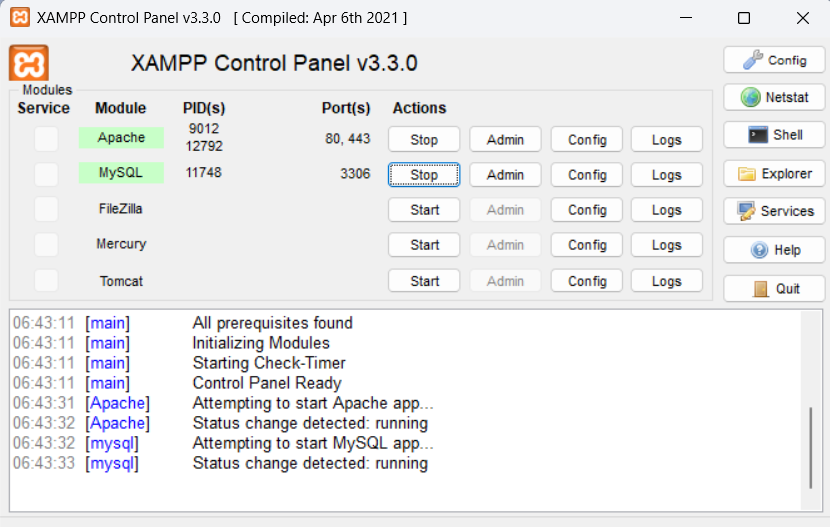 XAMPP Control Panel v3.3.0 [ Compiled: Apr 6th 2021 ]
XAMPP Control Panel v3.3.0
Config
Modules
Service Module PID(s) Port(s) Actions
Netstat
Apache 9012 12792 80, 443 Stop Admin Config Logs
Shell
MySQL 11748 3306 Stop Admin Config Logs
Explorer
FileZilla Start Admin Config Logs
Services
Mercury Start Admin Config Logs
Help
Tomcat Start Admin Config Logs
Quit
06:43:11 [main] All prerequisites found
06:43:11 [main] Initializing Modules
06:43:11 [main] Starting Check-Timer
06:43:11 [main] Control Panel Ready
06:43:31 [Apache] Attempting to start Apache app...
06:43:32 [Apache] Status change detected: running
06:43:32 [mysql] Attempting to start MySQL app...
06:43:33 [mysql] Status change detected: running